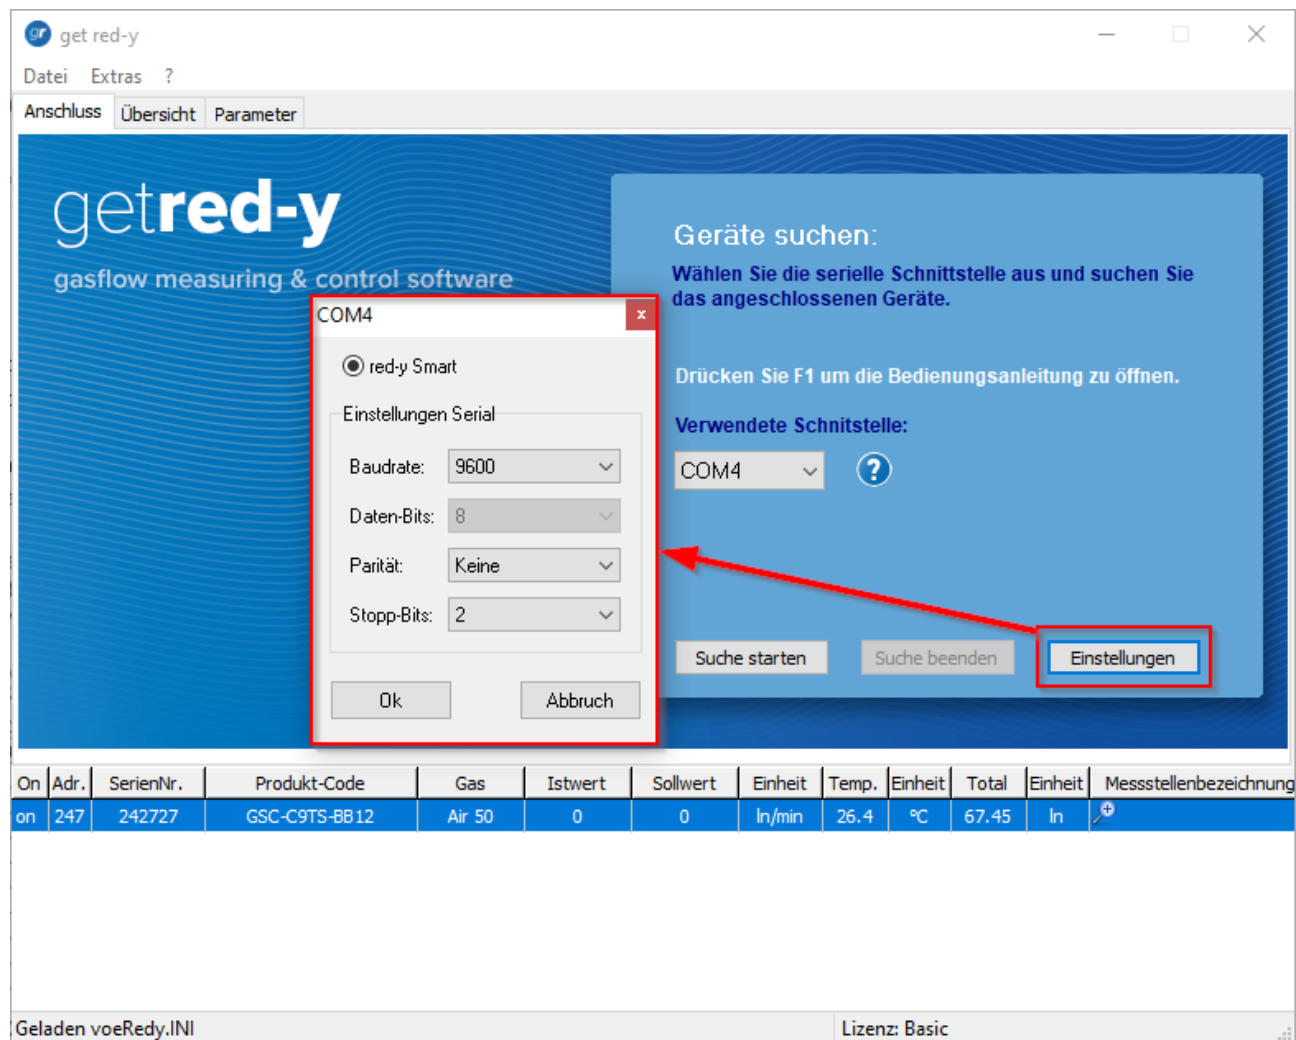 gr get red-y
Datei Extras ?
Anschluss Übersicht Parameter
getred-y
gasflow measuring & control software
Geräte suchen:
Wählen Sie die serielle Schnittstelle aus und suchen Sie
das angeschlossenen Geräte.
Drücken Sie F1 um die Bedienungsanleitung zu öffnen.
Verwendete Schnitstelle:
COM4 ?
Suche starten Suche beenden Einstellungen
COM4 x
red-y Smart
Einstellungen Serial
Baudrate: 9600
Daten-Bits: 8
Parität: Keine
Stopp-Bits: 2
Ok Abbruch
On Adr. SerienNr. Produkt-Code Gas Istwert Sollwert Einheit Temp. Einheit Total Einheit Messstellenbezeichnung
on 247 242727 GSC-C9TS-BB12 Air 50 0 0 ln/min 26.4 °C 67.45 ln
Geladen voeRedy.INI Lizenz: Basic